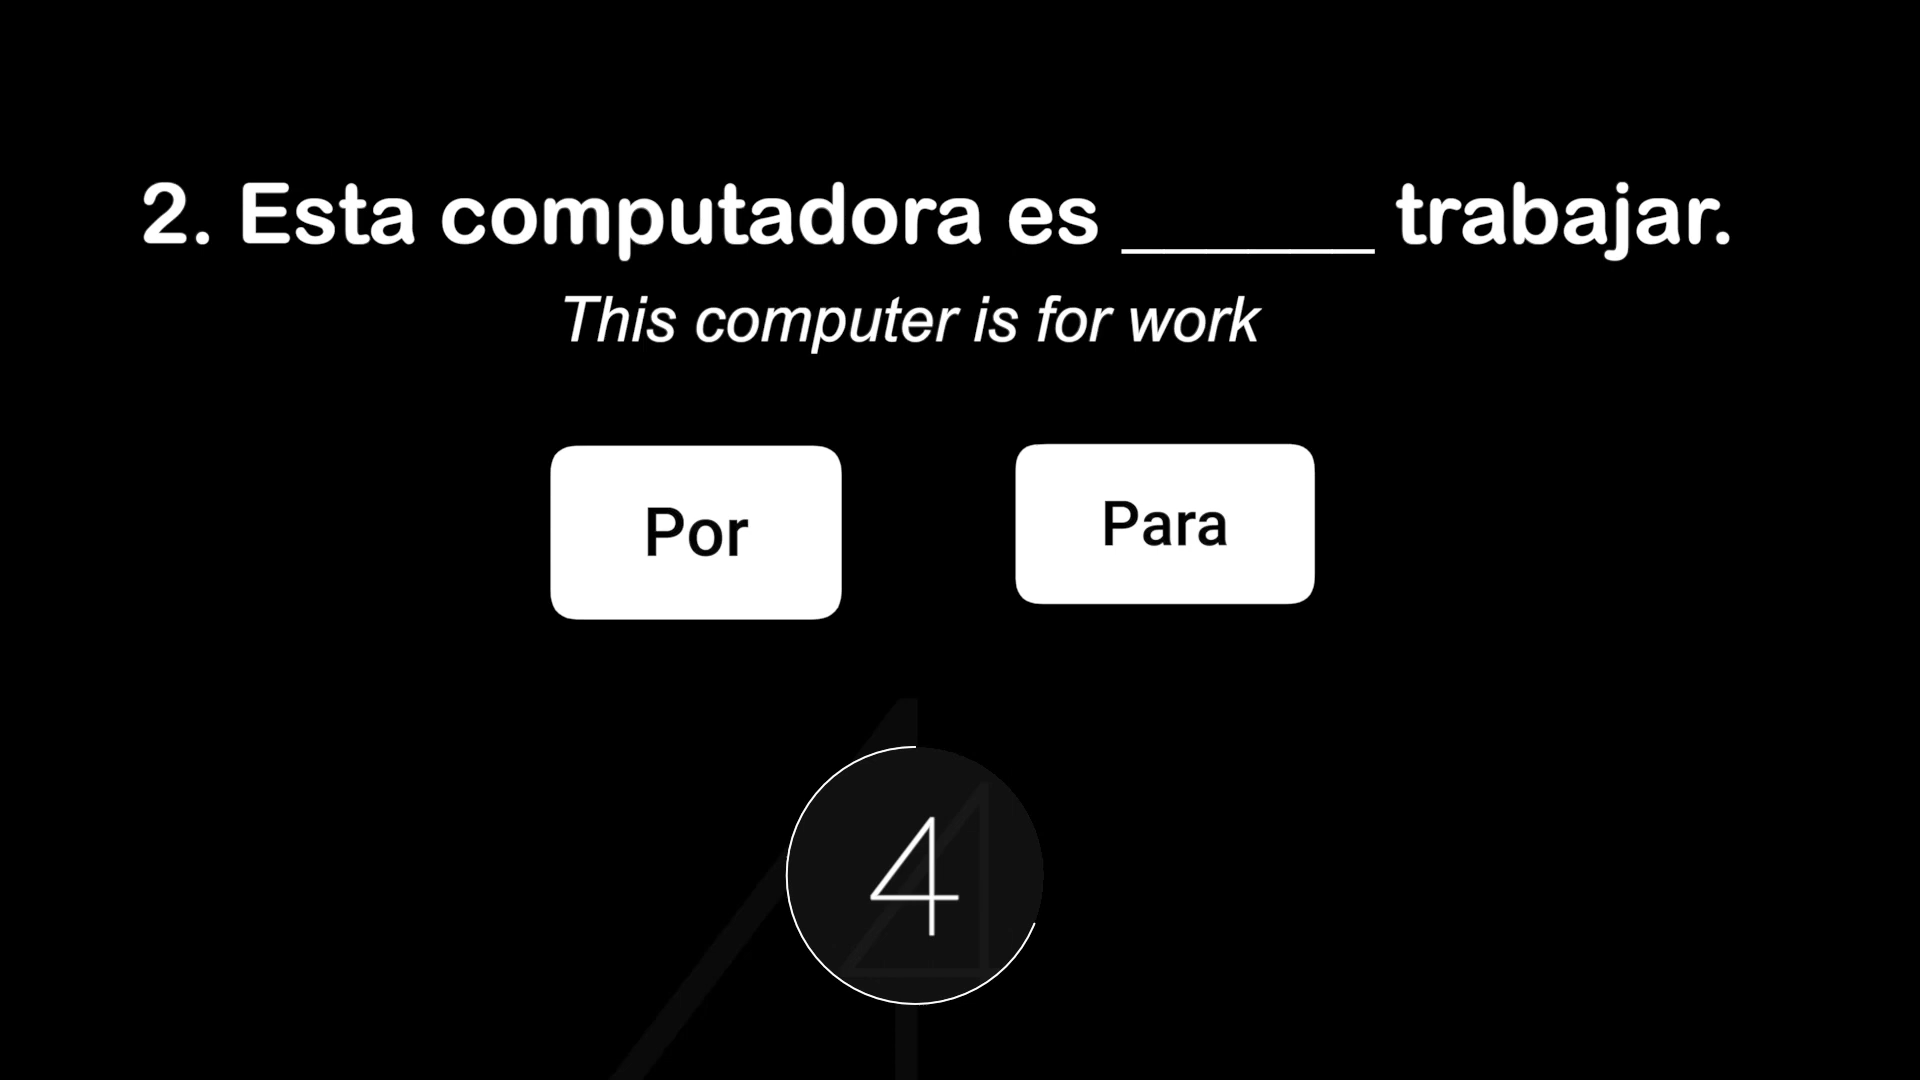 2. Esta computadora es ______ trabajar.
This computer is for work
Por
Para
4